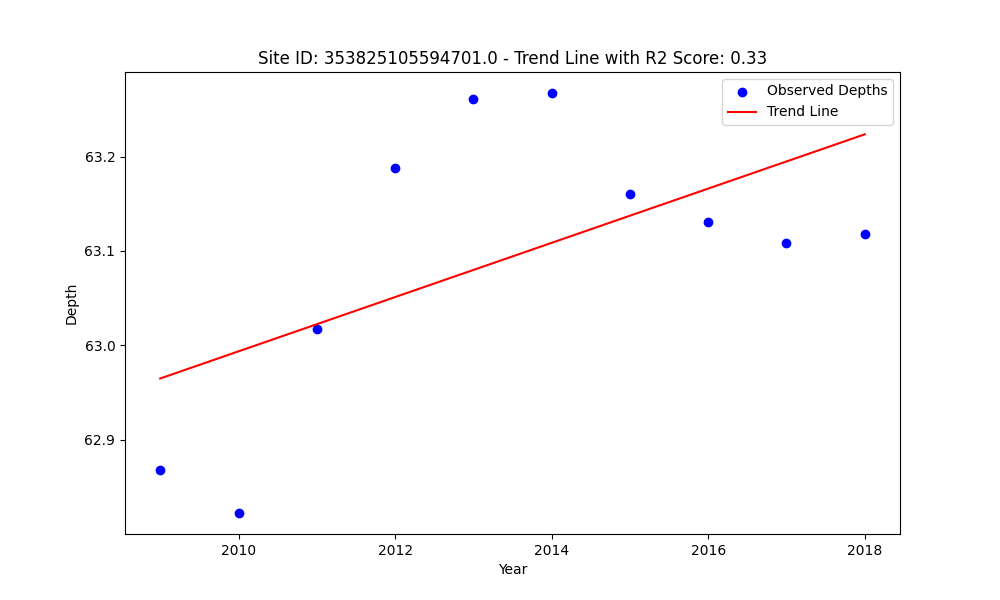 Site ID: 353825105594701.0 - Trend Line with R2 Score: 0.33
Observed Depths
Trend Line
63.2
63.1
63.0
62.9
Depth
2010
2012
2014
2016
2018
Year